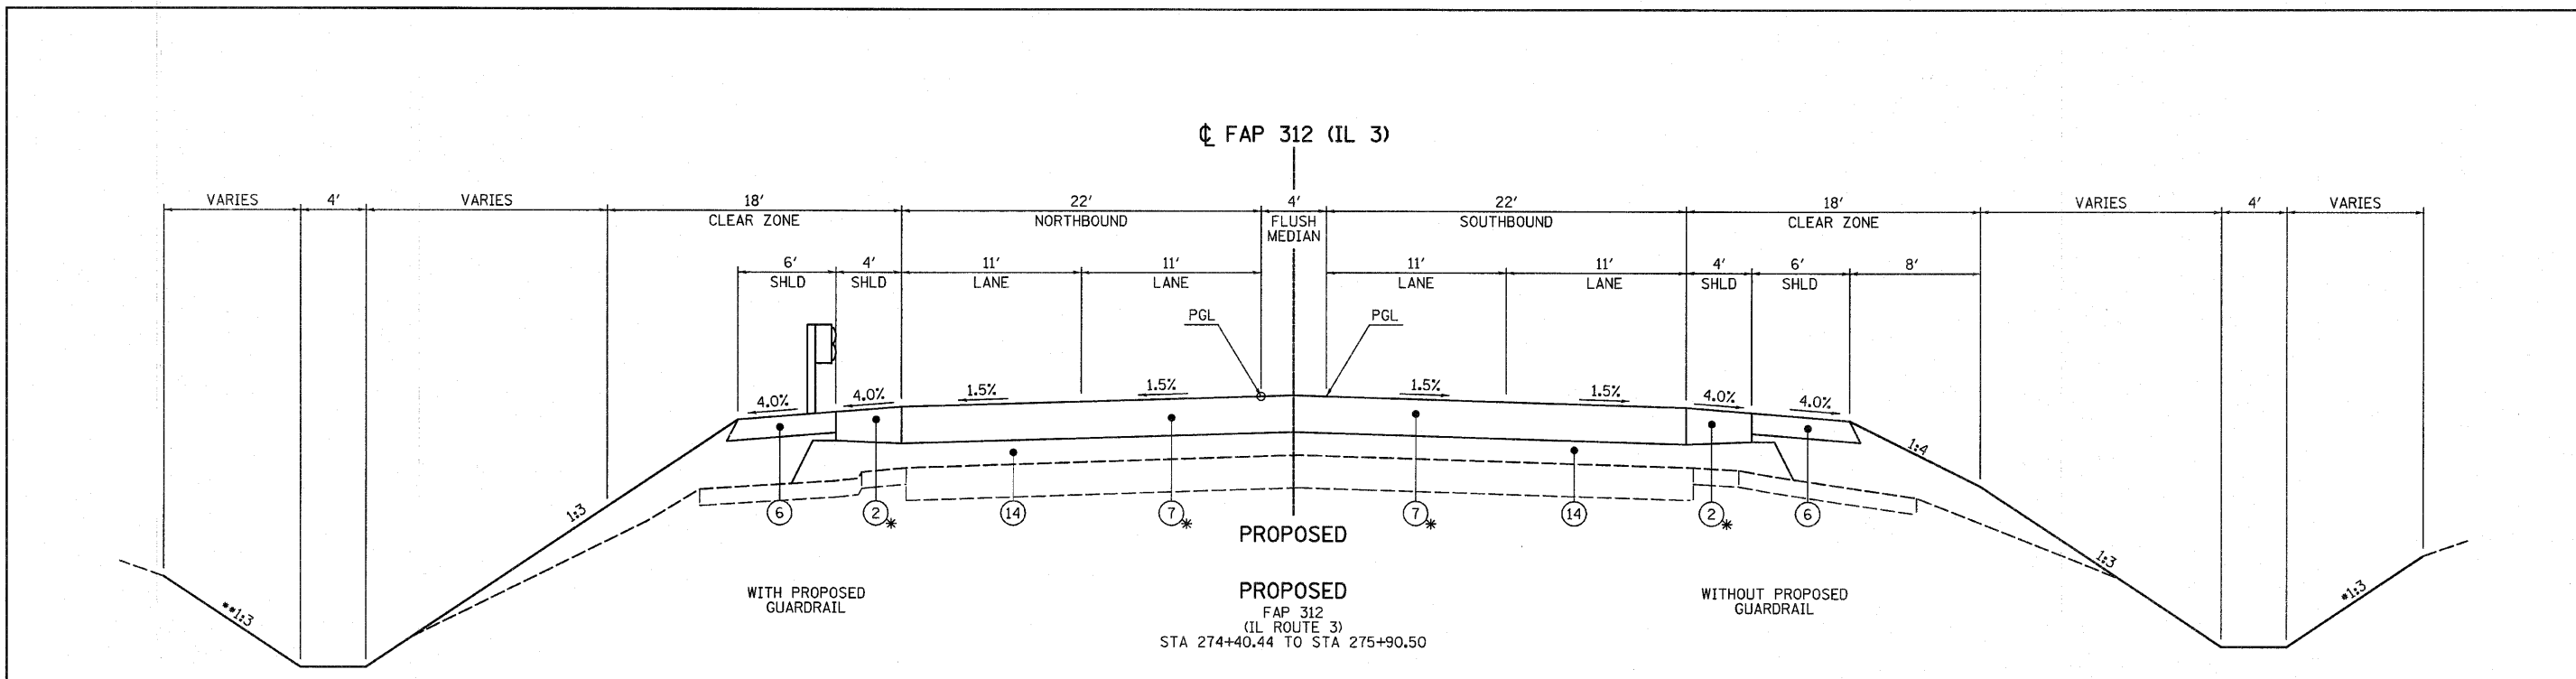 ℄ FAP 312 (IL 3)
VARIES 4' VARIES 18' 22' 4' 22' 18' VARIES 4' VARIES
CLEAR ZONE NORTHBOUND FLUSH MEDIAN SOUTHBOUND CLEAR ZONE
6' 4' 11' 11' 11' 11' 4' 6' 8'
SHLD SHLD LANE LANE LANE LANE SHLD SHLD
PGL PGL
4.0% 4.0% 1.5% 1.5% 1.5% 1.5% 4.0% 4.0%
1:4
1:3
6 2* 14 7* 7* 14 2* 6
PROPOSED
1:3
**1:3 *1:3
WITH PROPOSED
GUARDRAIL
PROPOSED
FAP 312
(IL ROUTE 3)
STA 274+40.44 TO STA 275+90.50
WITHOUT PROPOSED
GUARDRAIL